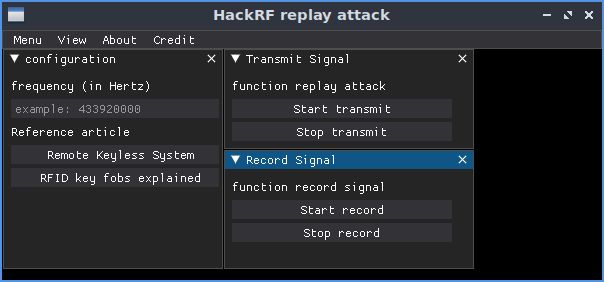 HackRF replay attack
Menu View About Credit
configuration
frequency (in Hertz)
example: 433920000
Reference article
Remote Keyless System
RFID key fobs explained
Transmit Signal
function replay attack
Start transmit
Stop transmit
Record Signal
function record signal
Start record
Stop record